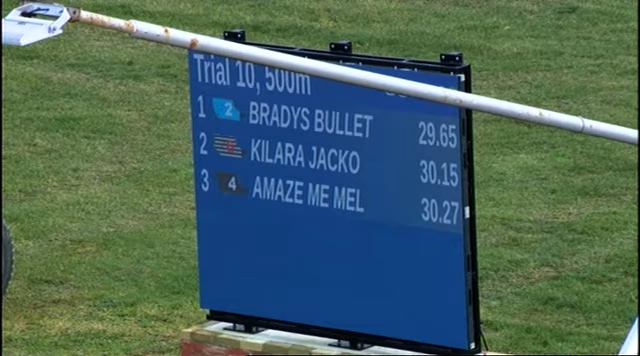 Trial 10, 500m
1 2 BRADYS BULLET 29.65
2 8 KILARA JACKO 30.15
3 4 AMAZE ME MEL 30.27